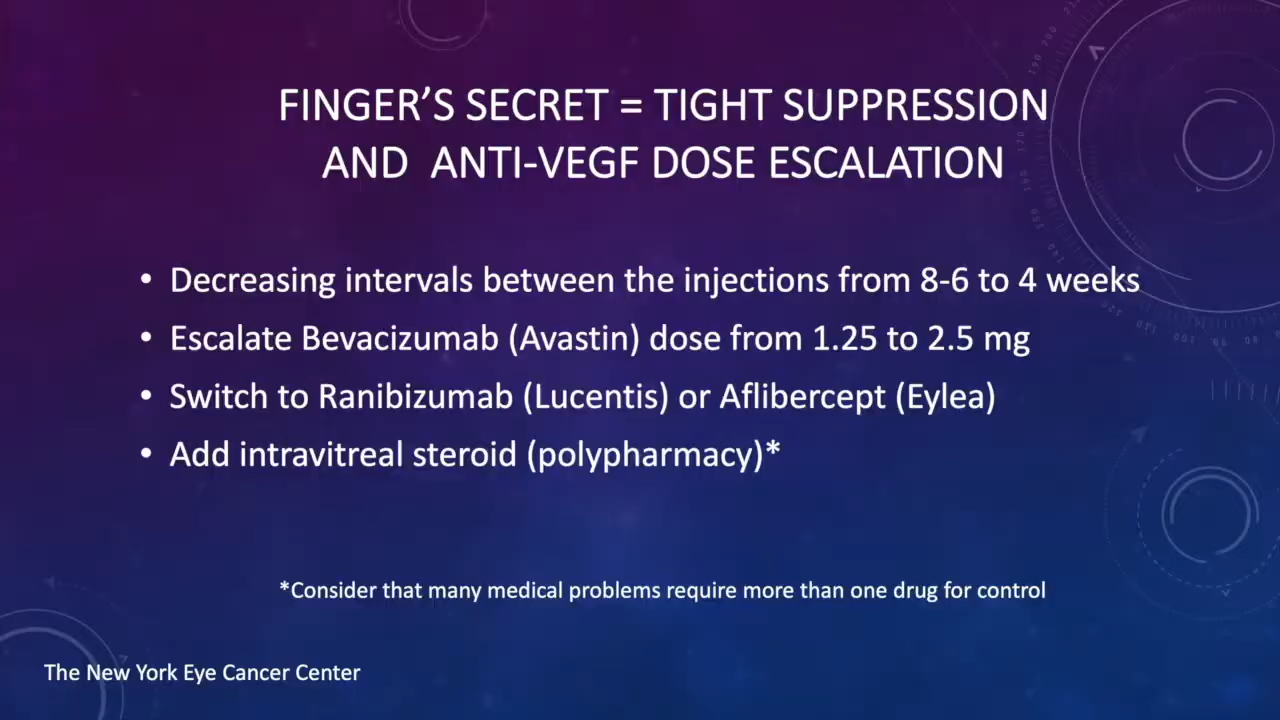 FINGER'S SECRET = TIGHT SUPPRESSION
AND ANTI-VEGF DOSE ESCALATION
• Decreasing intervals between the injections from 8-6 to 4 weeks
• Escalate Bevacizumab (Avastin) dose from 1.25 to 2.5 mg
• Switch to Ranibizumab (Lucentis) or Aflibercept (Eylea)
• Add intravitreal steroid (polypharmacy)*
*Consider that many medical problems require more than one drug for control
The New York Eye Cancer Center